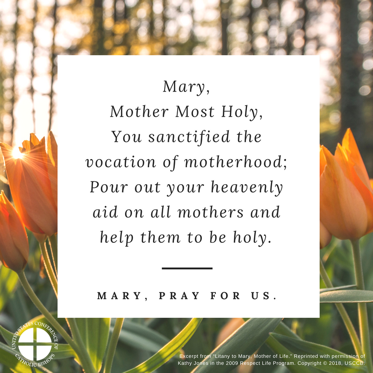 Mary,
Mother Most Holy,
You sanctified the
vocation of motherhood;
Pour out your heavenly
aid on all mothers and
help them to be holy.
MARY, PRAY FOR US.
Excerpt from "Litany to Mary, Mother of Life." Reprinted with permission of
Kathy Jones in the 2009 Respect Life Program. Copyright © 2018, USCCB